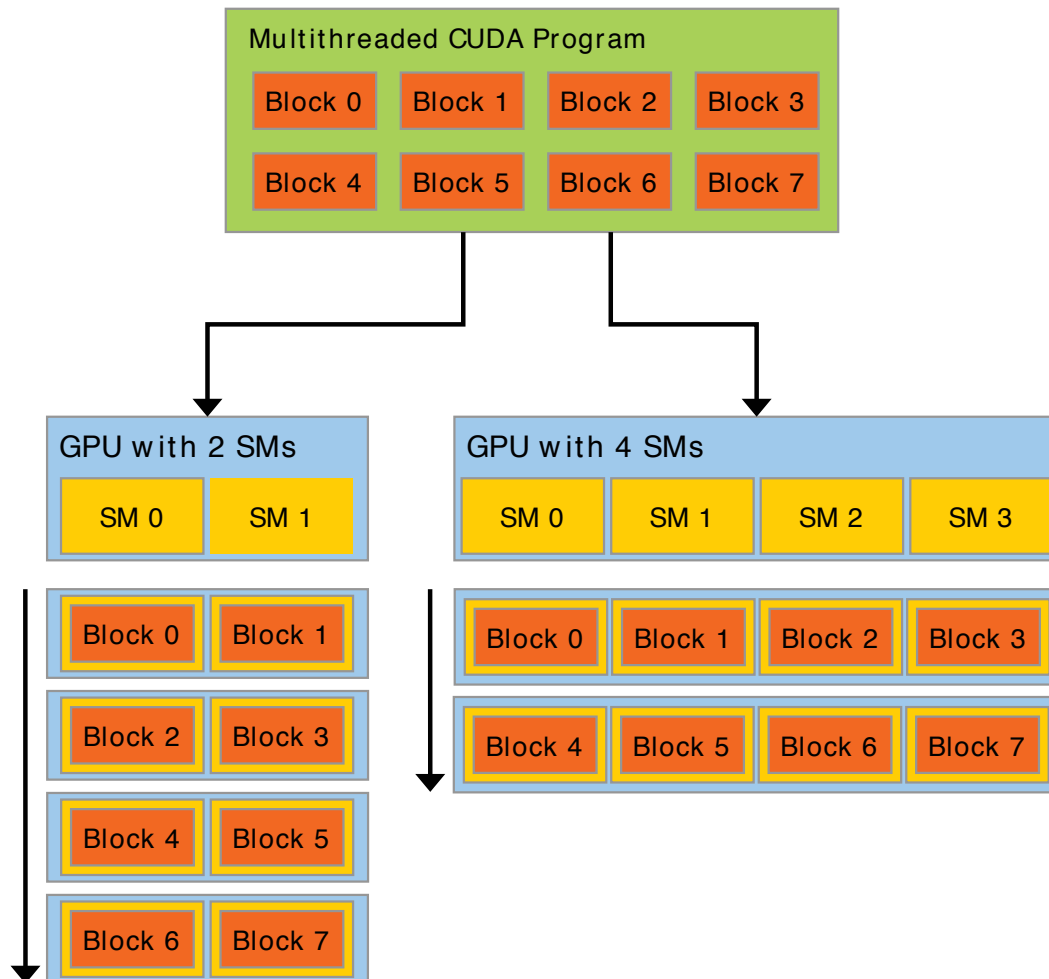 Multithreaded CUDA Program
Block 0 Block 1 Block 2 Block 3
Block 4 Block 5 Block 6 Block 7
GPU with 2 SMs
SM 0 SM 1
Block 0 Block 1
Block 2 Block 3
Block 4 Block 5
Block 6 Block 7
GPU with 4 SMs
SM 0 SM 1 SM 2 SM 3
Block 0 Block 1 Block 2 Block 3
Block 4 Block 5 Block 6 Block 7